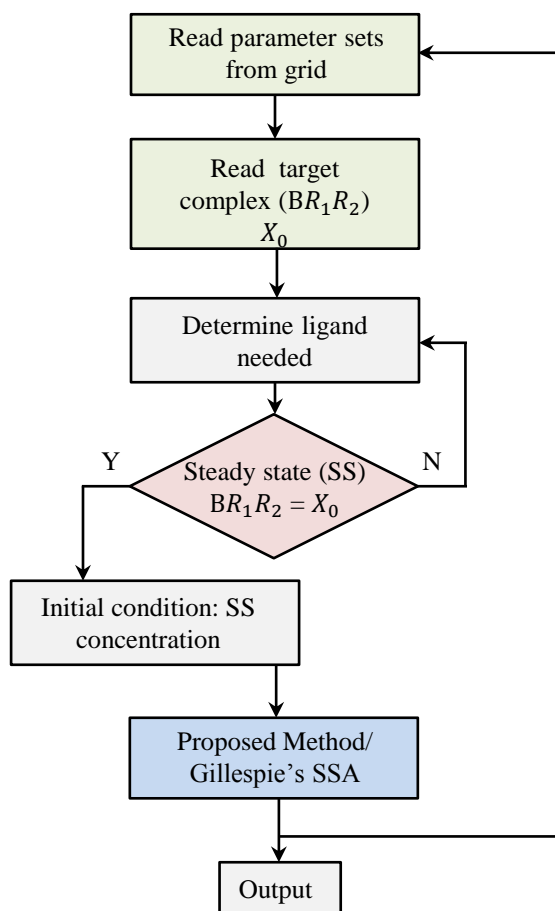 Read parameter sets
from grid
Read target
complex (BR₁R₂)
X₀
Determine ligand
needed
Y
Steady state (SS)
N
BR₁R₂ = X₀
Initial condition: SS
concentration
Proposed Method/
Gillespie's SSA
Output